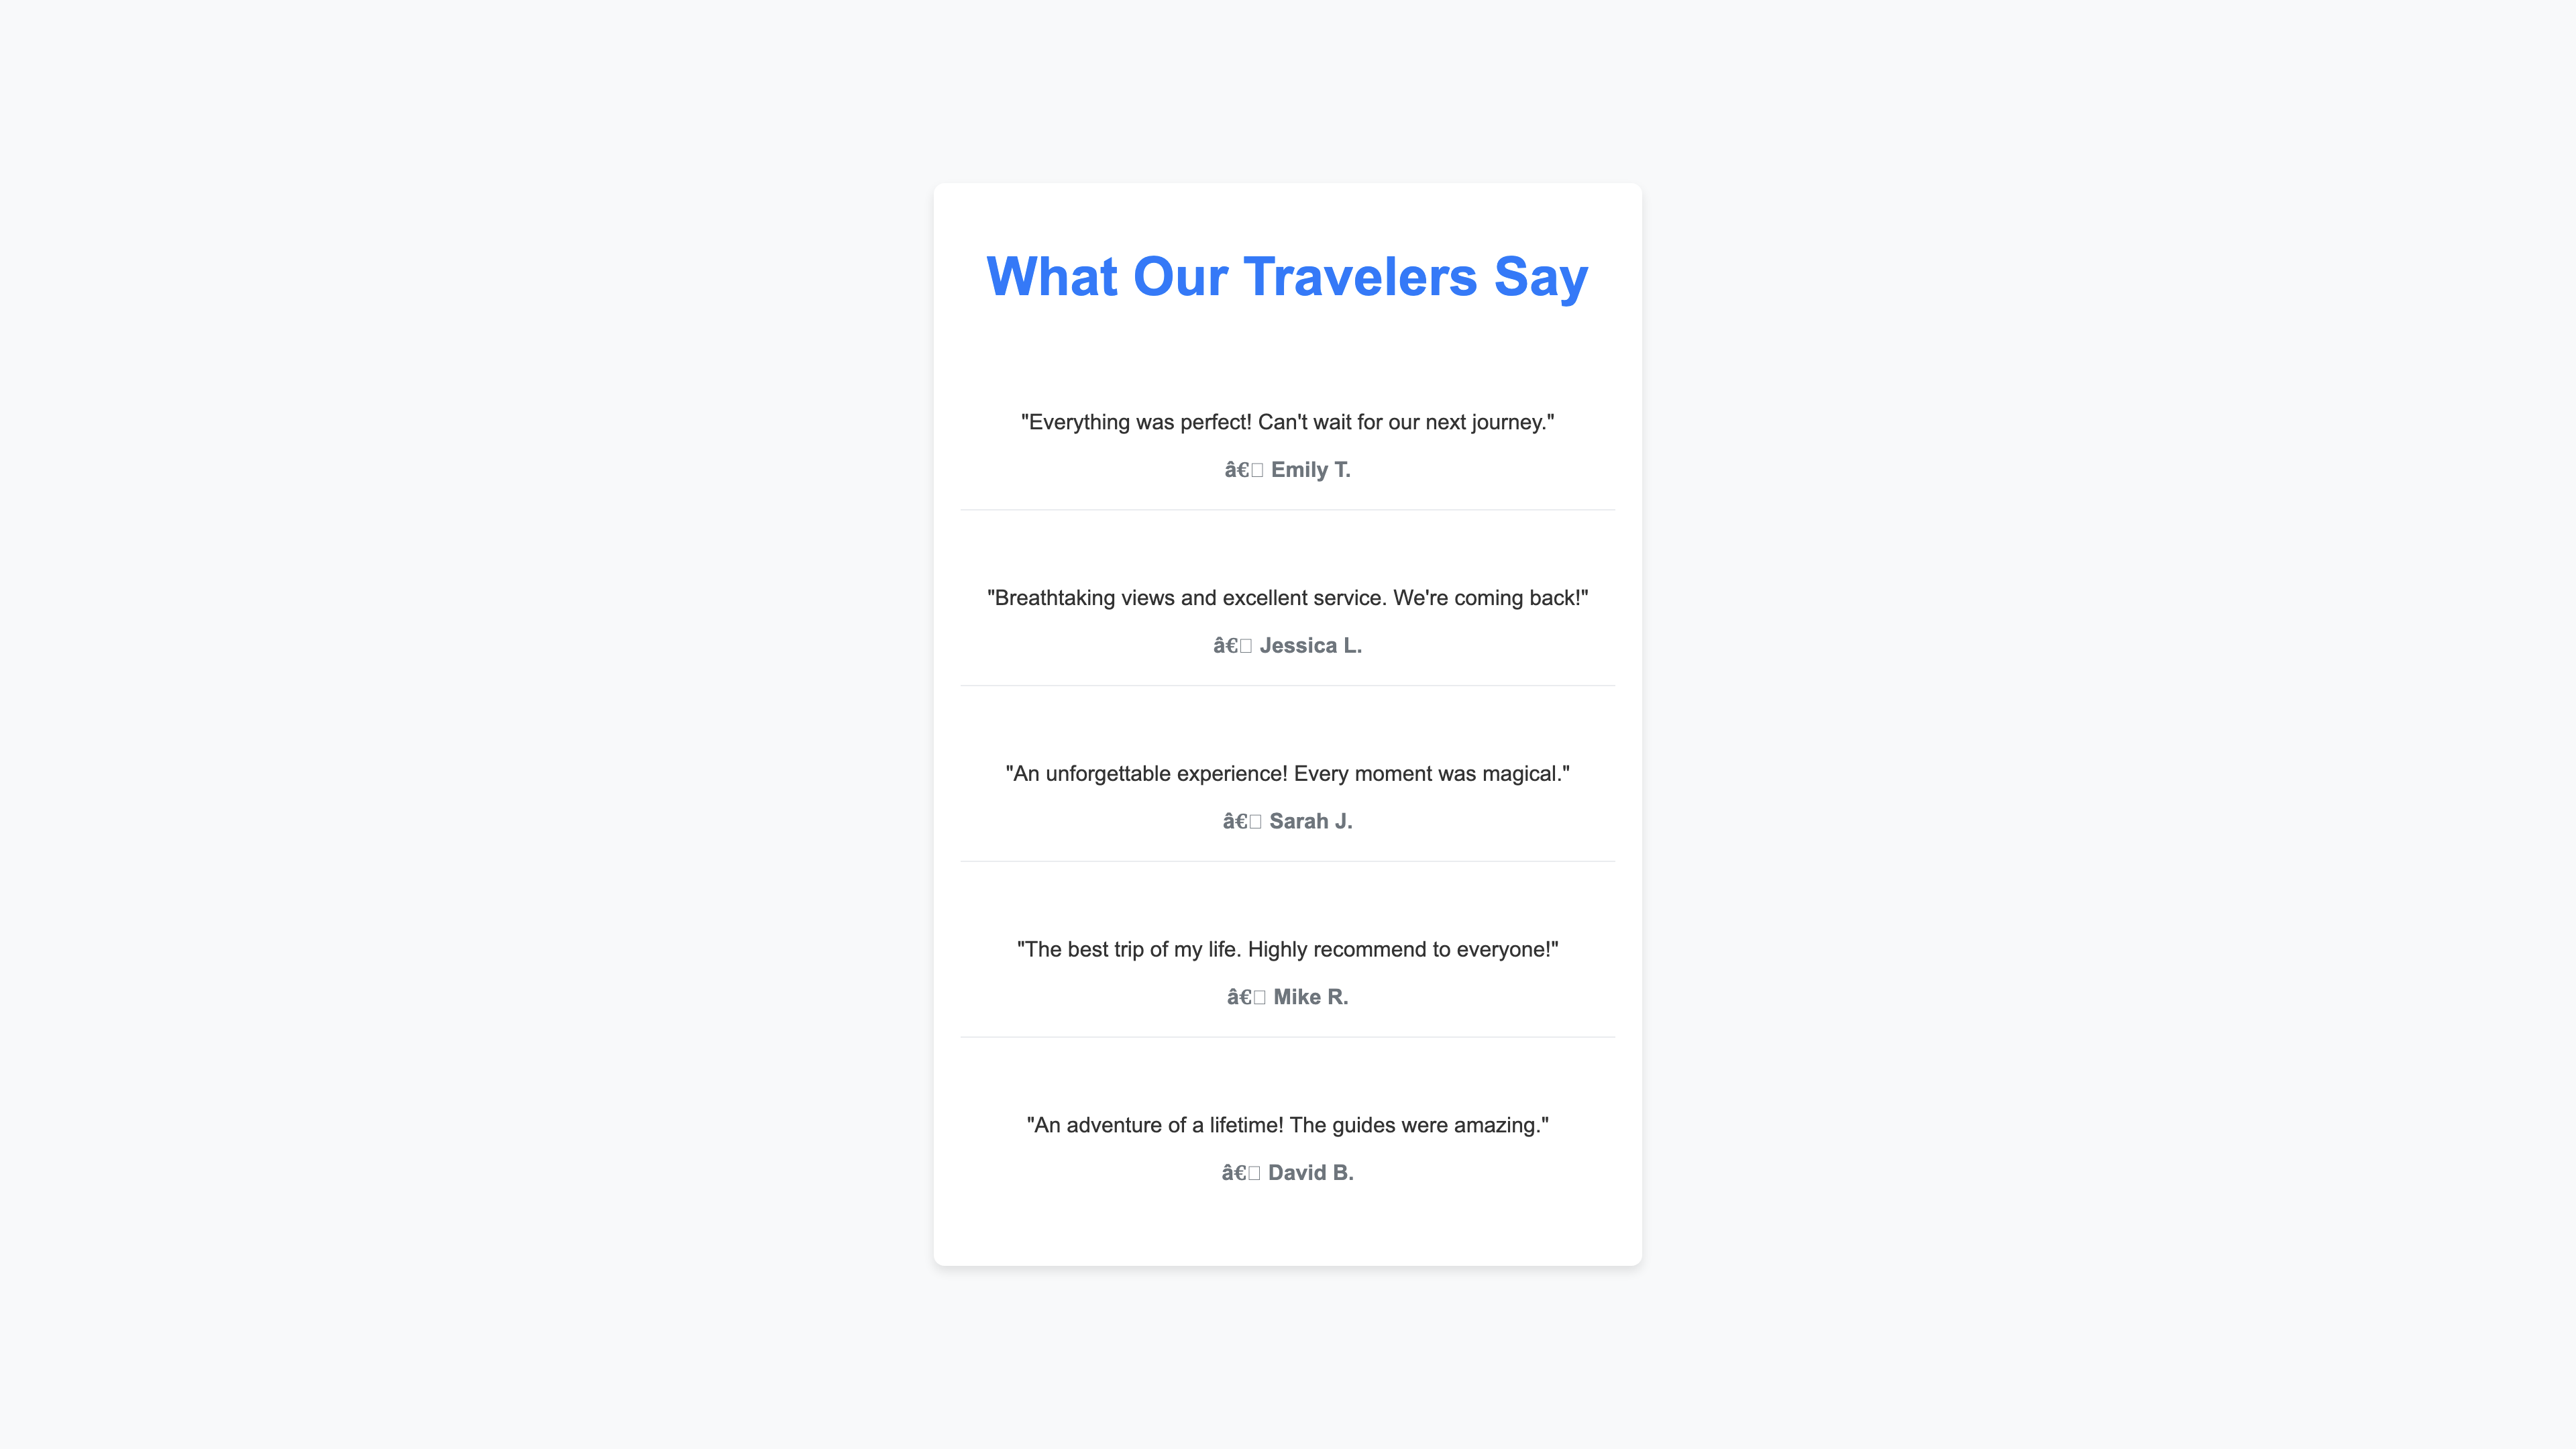 What Our Travelers Say
"Everything was perfect! Can't wait for our next journey."
â€□ Emily T.
"Breathtaking views and excellent service. We're coming back!"
â€□ Jessica L.
"An unforgettable experience! Every moment was magical."
â€□ Sarah J.
"The best trip of my life. Highly recommend to everyone!"
â€□ Mike R.
"An adventure of a lifetime! The guides were amazing."
â€□ David B.